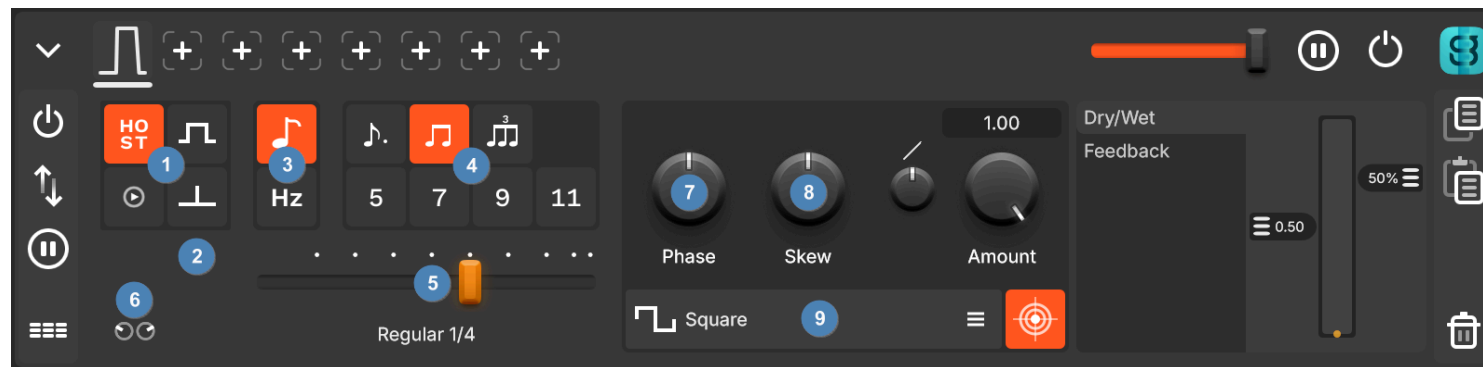 HO
ST
1
3
Hz
3
4
5 7 9 11
2
5
6
Regular 1/4
1.00
7
8
Phase Skew Amount
Square 9
Dry/Wet
Feedback
50%
0.50